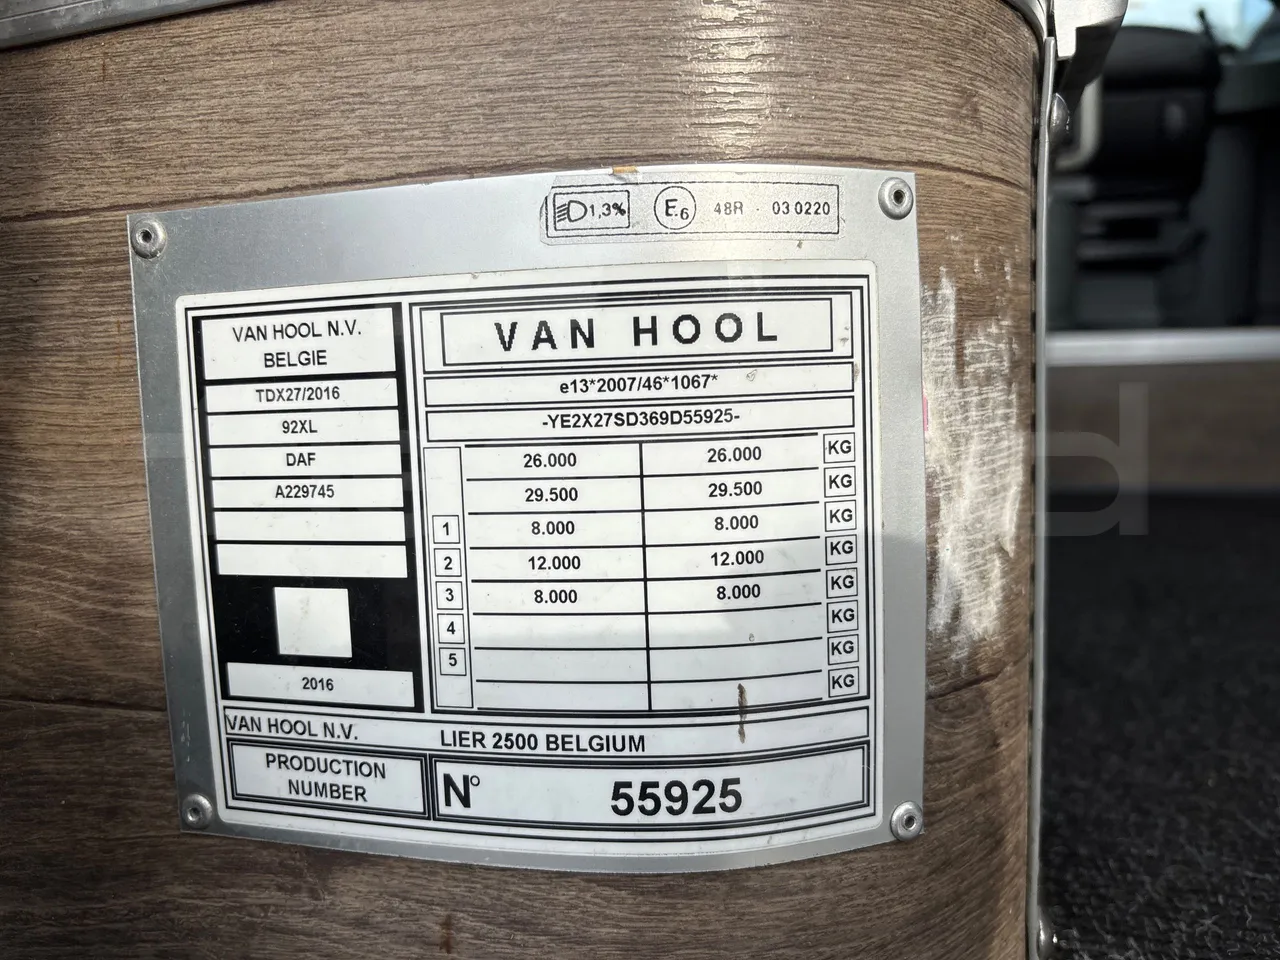 1,3% E6 48R - 03 0220
VAN HOOL N.V.
BELGIE
TDX27/2016
92XL
DAF
A229745
2016
VAN HOOL
e13*2007/46*1067*
-YE2X27SD369D55925-
26.000 26.000 KG
29.500 29.500 KG
1 8.000 8.000 KG
2 12.000 12.000 KG
3 8.000 8.000 KG
4 KG
5 KG
KG
VAN HOOL N.V. LIER 2500 BELGIUM
PRODUCTION
NUMBER
N° 55925